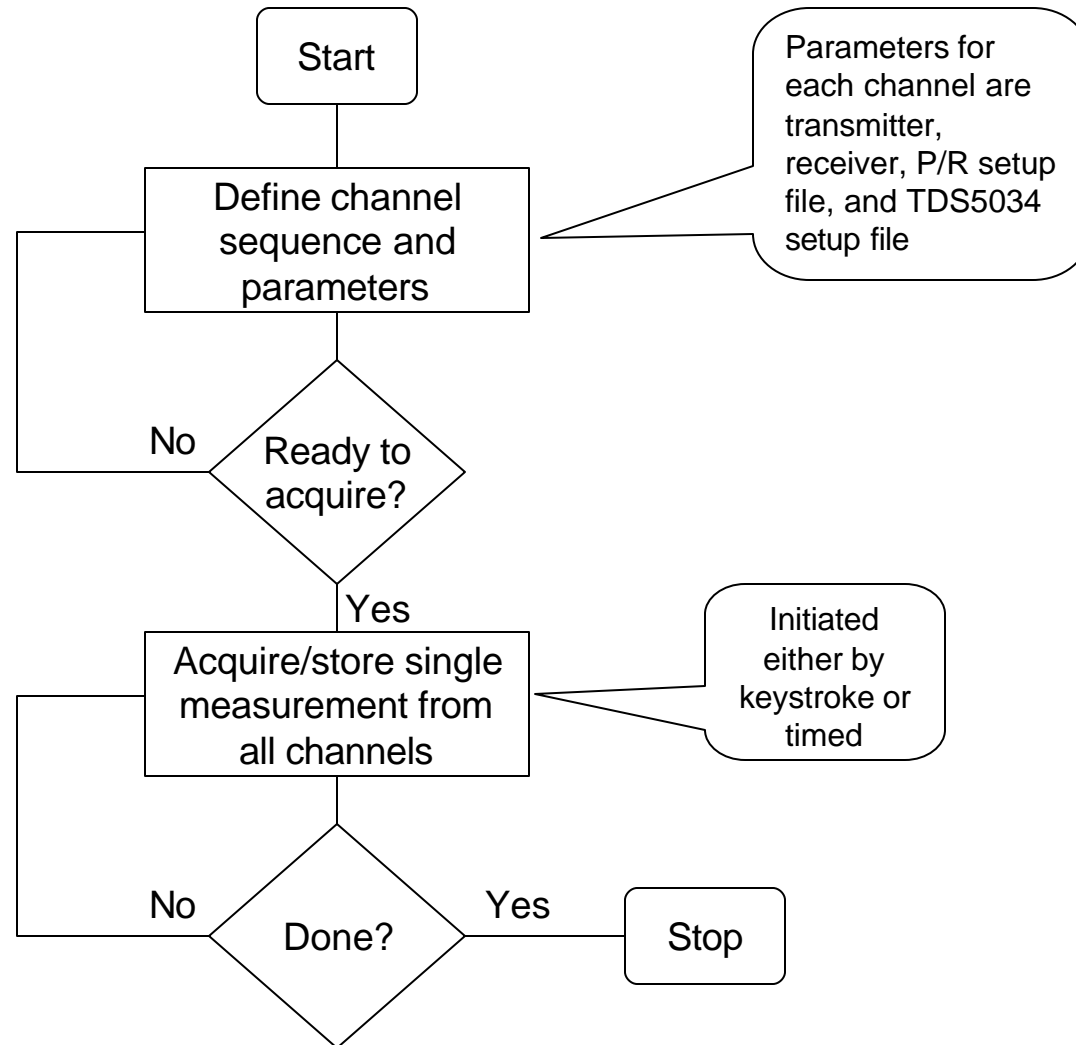 Start
Parameters for
each channel are
transmitter,
receiver, P/R setup
file, and TDS5034
setup file
Define channel
sequence and
parameters
No
Ready to
acquire?
Yes
Acquire/store single
measurement from
all channels
Initiated
either by
keystroke or
timed
No
Done?
Yes
Stop